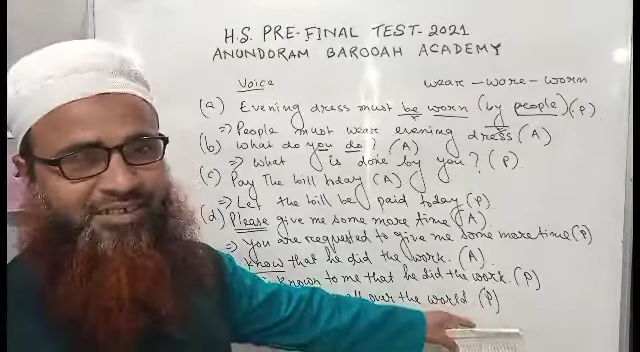 H.S. PRE-FINAL TEST-2021
ANUNDORAM BAROOAH ACADEMY
Voice wear - wore - worn
(a) Evening dress must be worn (by people). (P)
⇒ People must wear evening dress (A)
(b) What do you do? (A)
⇒ What is done by you? (P)
(c) Pay the bill today (A)
⇒ Let the bill be paid today (P)
(d) Please give me some more time (A)
⇒ You are requested to give me some more time (P)
know that he did the work. (A)
known to me that he did the work. (P)
all over the world (P)